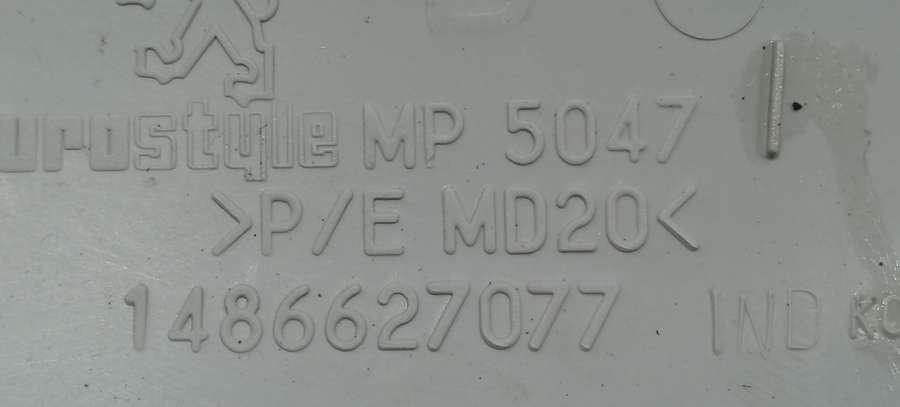 urostyle MP 5047
>P/E MD20<
1486627077 IND